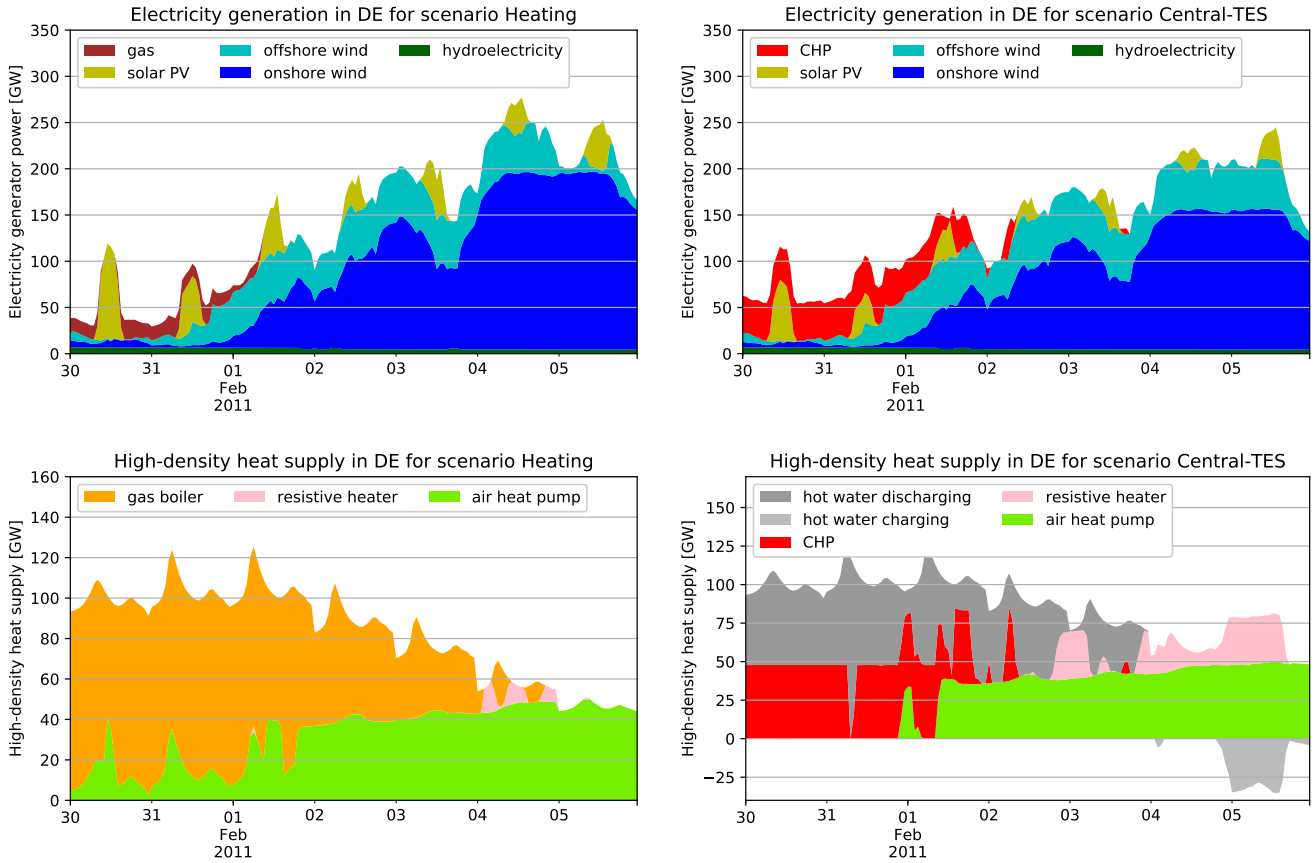 Electricity generation in DE for scenario Heating
Electricity generator power [GW]
350
300
250
200
150
100
50
0
gas
offshore wind
hydroelectricity
solar PV
onshore wind
30
31
01
02
03
04
05
Feb
2011
Electricity generation in DE for scenario Central-TES
Electricity generator power [GW]
350
300
250
200
150
100
50
0
CHP
offshore wind
hydroelectricity
solar PV
onshore wind
30
31
01
02
03
04
05
Feb
2011
High-density heat supply in DE for scenario Heating
High-density heat supply [GW]
160
140
120
100
80
60
40
20
0
gas boiler
resistive heater
air heat pump
30
31
01
02
03
04
05
Feb
2011
High-density heat supply in DE for scenario Central-TES
High-density heat supply [GW]
150
125
100
75
50
25
0
−25
hot water discharging
resistive heater
hot water charging
air heat pump
CHP
30
31
01
02
03
04
05
Feb
2011